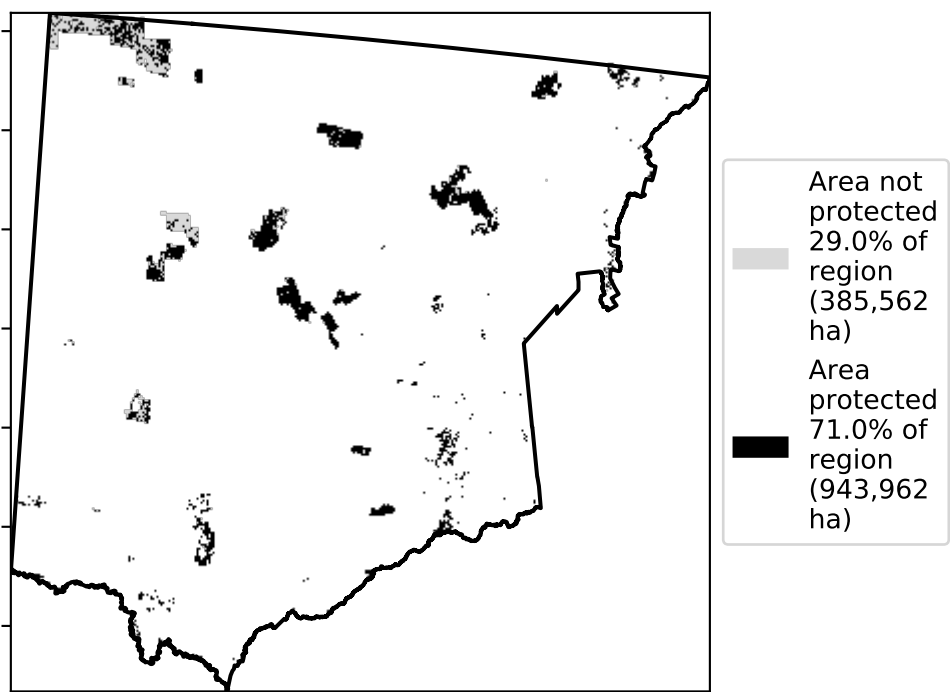 Area not
protected
29.0% of
region
(385,562
ha)
Area
protected
71.0% of
region
(943,962
ha)